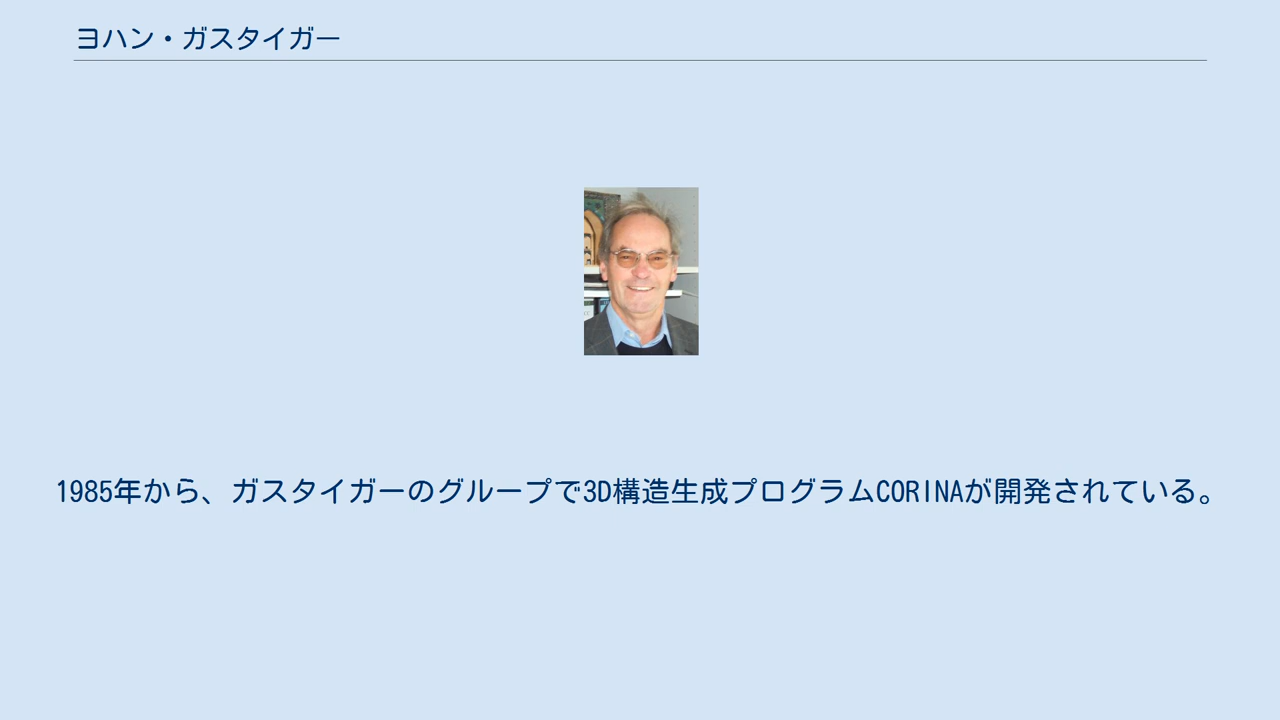 ヨハン・ガスタイガー
1985年から、ガスタイガーのグループで3D構造生成プログラムCORINAが開発されている。